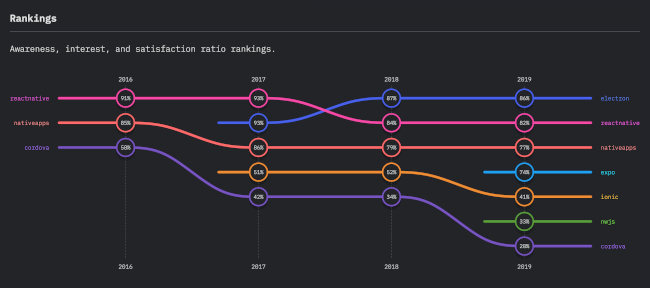 Rankings
Awareness, interest, and satisfaction ratio rankings.
2016 2017 2018 2019
reactnative 91% 93% 87% 86% electron
nativeapps 85% 93% 84% 82% reactnative
cordova 58% 86% 79% 77% nativeapps
51% 52% 74% expo
42% 34% 41% ionic
33% nwjs
28% cordova
2016 2017 2018 2019